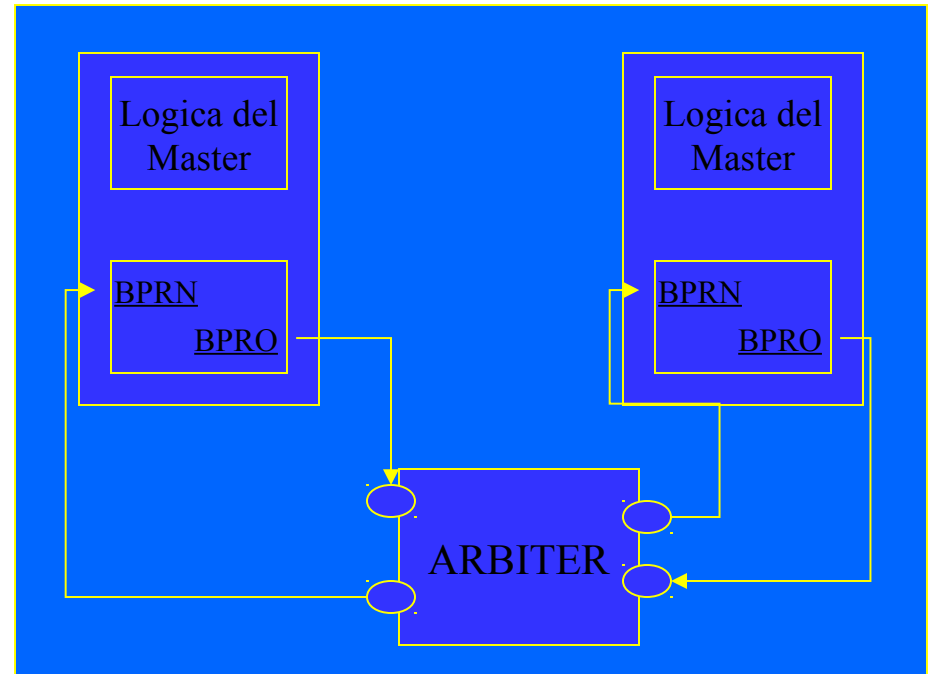 Logica del
Master
BPRN
BPRO
Logica del
Master
BPRN
BPRO
ARBITER